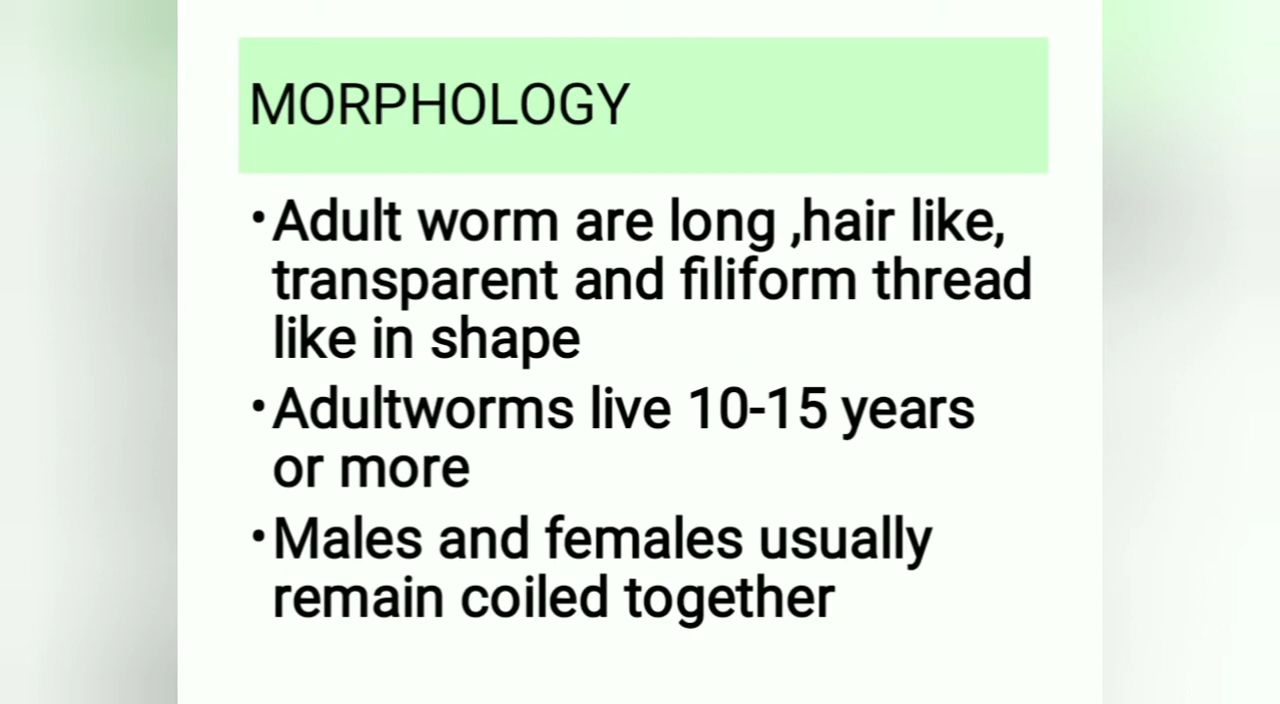 MORPHOLOGY
•Adult worm are long ,hair like,
transparent and filiform thread
like in shape
•Adultworms live 10-15 years
or more
•Males and females usually
remain coiled together